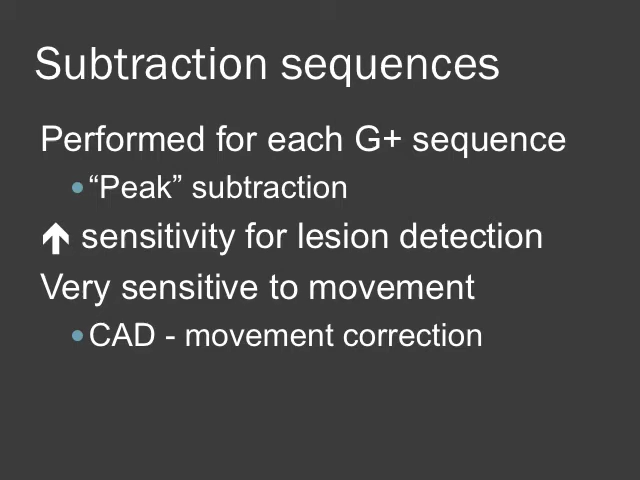 Subtraction sequences
Performed for each G+ sequence
• “Peak” subtraction
↑ sensitivity for lesion detection
Very sensitive to movement
• CAD - movement correction